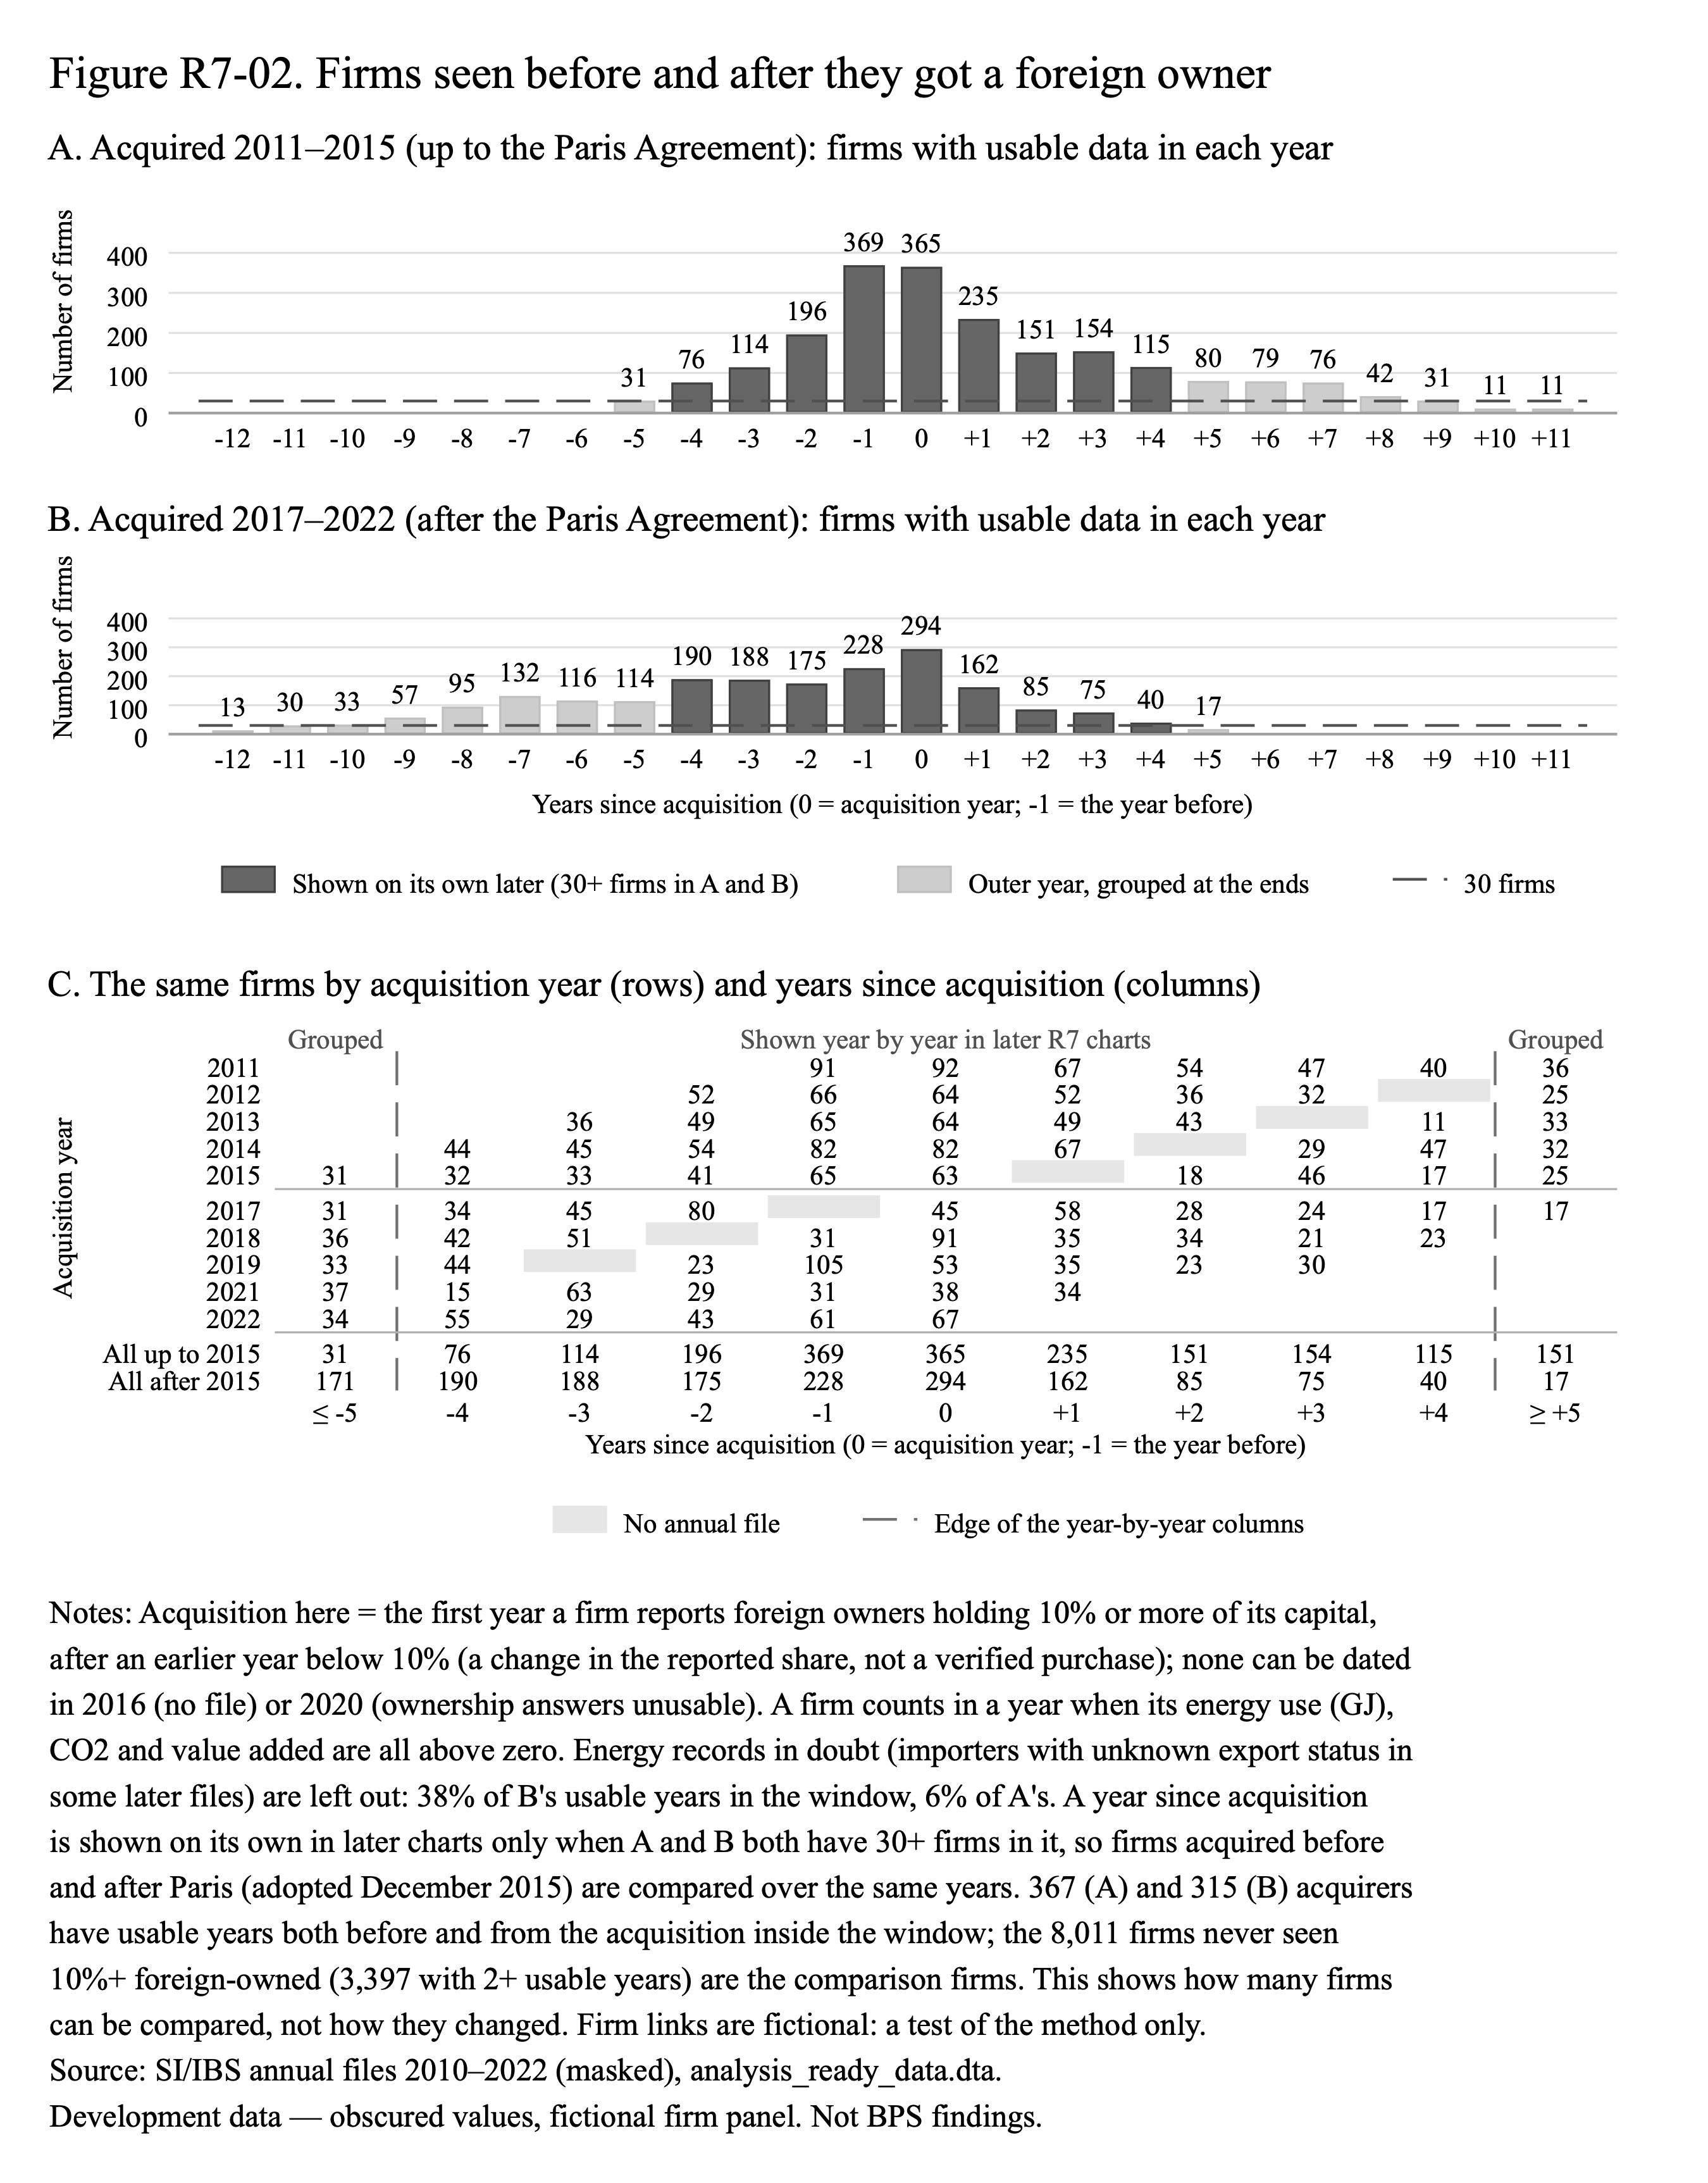 Figure R7-02. Firms seen before and after they got a foreign owner
A. Acquired 2011–2015 (up to the Paris Agreement): firms with usable data in each year
Number of firms
400
300
200
100
0
31 76 114 196 369 365 235 151 154 115 80 79 76 42 31 11 11
-12 -11 -10 -9 -8 -7 -6 -5 -4 -3 -2 -1 0 +1 +2 +3 +4 +5 +6 +7 +8 +9 +10 +11
B. Acquired 2017–2022 (after the Paris Agreement): firms with usable data in each year
Number of firms
400
300
200
100
0
13 30 33 57 95 132 116 114 190 188 175 228 294 162 85 75 40 17
-12 -11 -10 -9 -8 -7 -6 -5 -4 -3 -2 -1 0 +1 +2 +3 +4 +5 +6 +7 +8 +9 +10 +11
Years since acquisition (0 = acquisition year; -1 = the year before)
Shown on its own later (30+ firms in A and B) Outer year, grouped at the ends 30 firms
C. The same firms by acquisition year (rows) and years since acquisition (columns)
Grouped Shown year by year in later R7 charts Grouped
Acquisition year
2011 91 92 67 54 47 40 36
2012 52 66 64 52 36 32 25
2013 36 49 65 64 49 43 11 33
2014 44 45 54 82 82 67 29 47 32
2015 31 32 33 41 65 63 18 46 17 25
2017 31 34 45 80 45 58 28 24 17 17
2018 36 42 51 31 91 35 34 21 23
2019 33 44 23 105 53 35 23 30
2021 37 15 63 29 31 38 34
2022 34 55 29 43 61 67
All up to 2015 31 76 114 196 369 365 235 151 154 115 151
All after 2015 171 190 188 175 228 294 162 85 75 40 17
≤ -5 -4 -3 -2 -1 0 +1 +2 +3 +4 ≥ +5
Years since acquisition (0 = acquisition year; -1 = the year before)
No annual file Edge of the year-by-year columns
Notes: Acquisition here = the first year a firm reports foreign owners holding 10% or more of its capital,
after an earlier year below 10% (a change in the reported share, not a verified purchase); none can be dated
in 2016 (no file) or 2020 (ownership answers unusable). A firm counts in a year when its energy use (GJ),
CO2 and value added are all above zero. Energy records in doubt (importers with unknown export status in
some later files) are left out: 38% of B's usable years in the window, 6% of A's. A year since acquisition
is shown on its own in later charts only when A and B both have 30+ firms in it, so firms acquired before
and after Paris (adopted December 2015) are compared over the same years. 367 (A) and 315 (B) acquirers
have usable years both before and from the acquisition inside the window; the 8,011 firms never seen
10%+ foreign-owned (3,397 with 2+ usable years) are the comparison firms. This shows how many firms
can be compared, not how they changed. Firm links are fictional: a test of the method only.
Source: SI/IBS annual files 2010–2022 (masked), analysis_ready_data.dta.
Development data — obscured values, fictional firm panel. Not BPS findings.